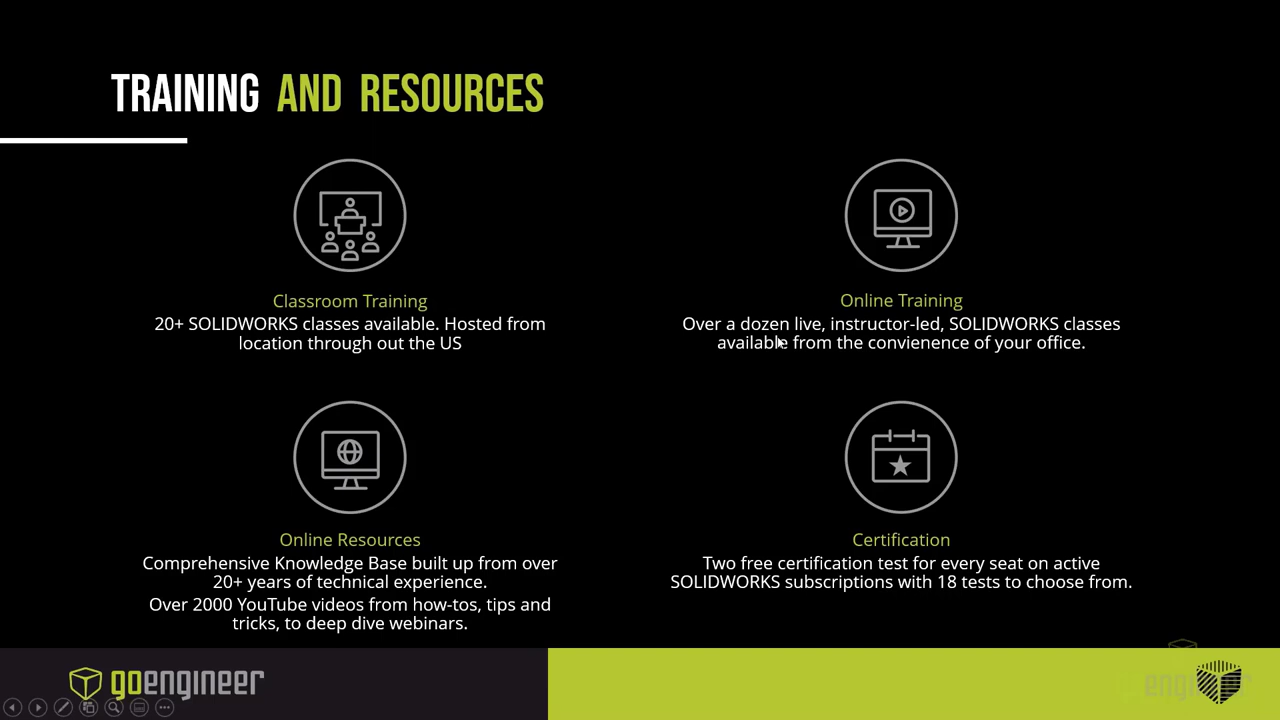 TRAINING AND RESOURCES
Classroom Training
20+ SOLIDWORKS classes available. Hosted from
location through out the US
Online Training
Over a dozen live, instructor-led, SOLIDWORKS classes
available from the convienence of your office.
Online Resources
Comprehensive Knowledge Base built up from over
20+ years of technical experience.
Over 2000 YouTube videos from how-tos, tips and
tricks, to deep dive webinars.
Certification
Two free certification test for every seat on active
SOLIDWORKS subscriptions with 18 tests to choose from.
goengineer
engineer